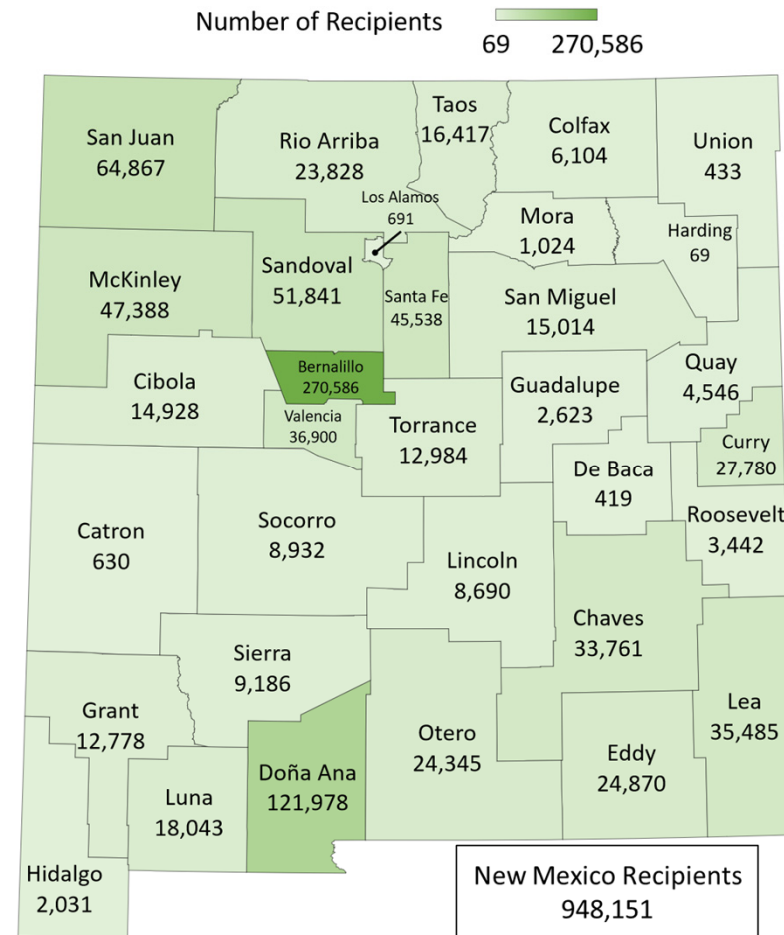 Number of Recipients
69 270,586
San Juan
64,867
Rio Arriba
23,828
Taos
16,417
Colfax
6,104
Union
433
Los Alamos
691
Mora
1,024
Harding
69
McKinley
47,388
Sandoval
51,841
Santa Fe
45,538
San Miguel
15,014
Quay
4,546
Cibola
14,928
Bernalillo
270,586
Valencia
36,900
Torrance
12,984
Guadalupe
2,623
Curry
27,780
De Baca
419
Roosevelt
3,442
Catron
630
Socorro
8,932
Lincoln
8,690
Chaves
33,761
Sierra
9,186
Grant
12,778
Otero
24,345
Lea
35,485
Eddy
24,870
Doña Ana
121,978
Luna
18,043
Hidalgo
2,031
New Mexico Recipients
948,151